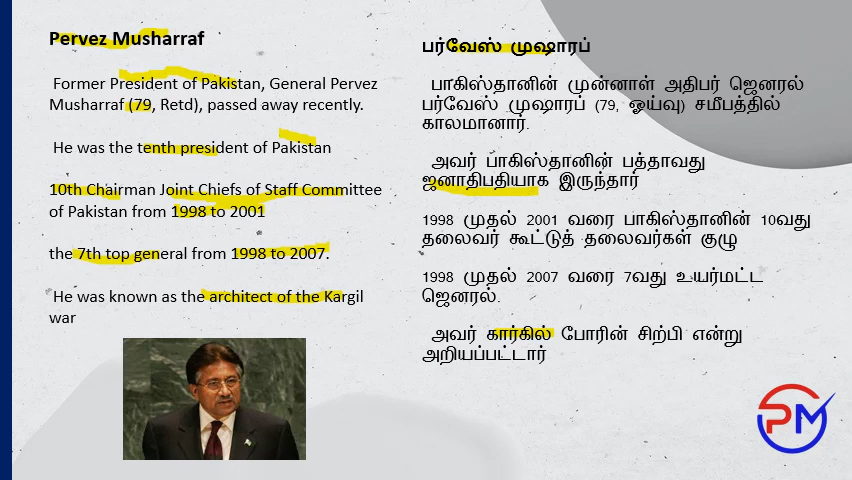 Pervez Musharraf
Former President of Pakistan, General Pervez
Musharraf (79, Retd), passed away recently.
He was the tenth president of Pakistan
10th Chairman Joint Chiefs of Staff Committee
of Pakistan from 1998 to 2001
the 7th top general from 1998 to 2007.
He was known as the architect of the Kargil
war
பர்வேஸ் முஷாரப்
பாகிஸ்தானின் முன்னாள் அதிபர் ஜெனரல்
பர்வேஸ் முஷாரப் (79, ஓய்வு) சமீபத்தில்
காலமானார்.
அவர் பாகிஸ்தானின் பத்தாவது
ஜனாதிபதியாக இருந்தார்
1998 முதல் 2001 வரை பாகிஸ்தானின் 10வது
தலைவர் கூட்டுத் தலைவர்கள் குழு
1998 முதல் 2007 வரை 7வது உயர்மட்ட
ஜெனரல்.
அவர் கார்கில் போரின் சிற்பி என்று
அறியப்பட்டார்
PM